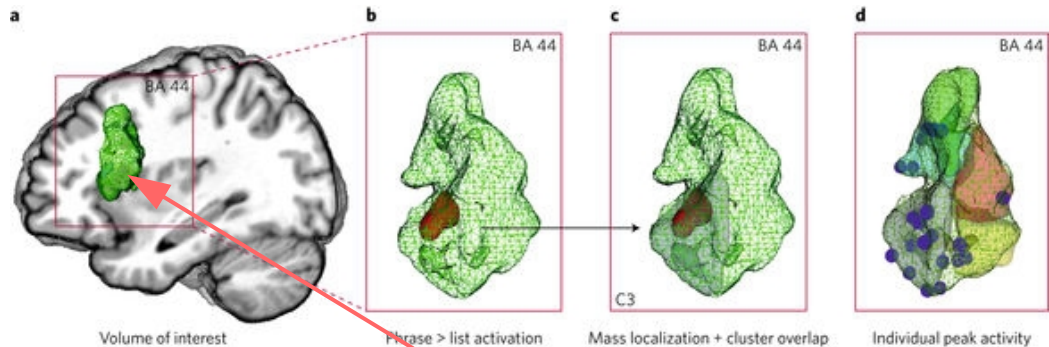 a
b
c
d
BA 44
BA 44
BA 44
BA 44
C3
Volume of interest
Phrase > list activation
Mass localization + cluster overlap
Individual peak activity